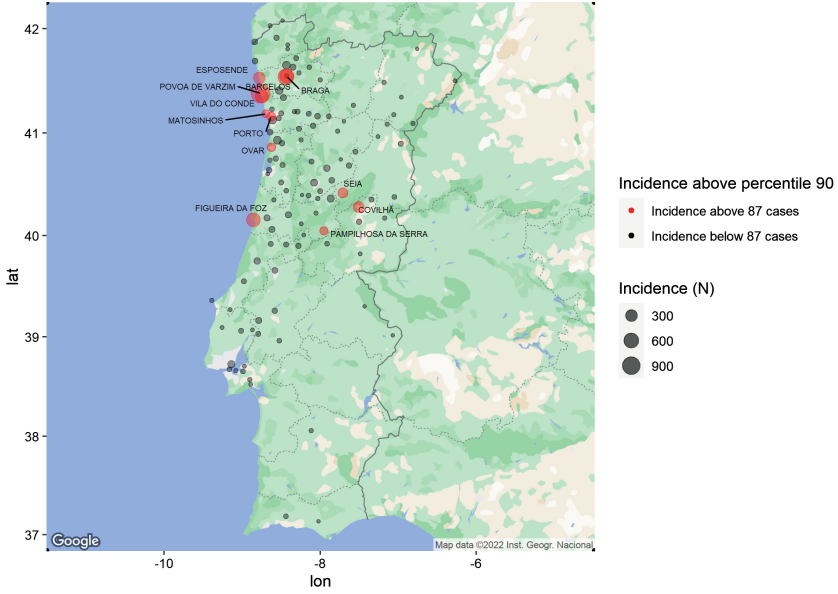 42
41
40
39
38
37
lat
ESPOSENDE
POVOA DE VARZIM
BARCELOS
BRAGA
VILA DO CONDE
MATOSINHOS
PORTO
OVAR
SEIA
FIGUEIRA DA FOZ
COVILHÃ
PAMPILHOSA DA SERRA
Google
Map data ©2022 Inst. Geogr. Nacional
-10
-8
-6
lon
Incidence above percentile 90
Incidence above 87 cases
Incidence below 87 cases
Incidence (N)
300
600
900